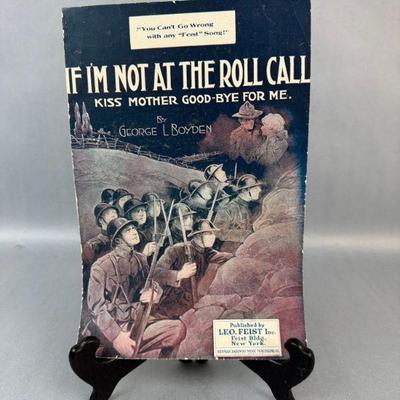 "You Can't Go Wrong
with any "Feist" Song!"
IF I'M NOT AT THE ROLL CALL
KISS MOTHER GOOD-BYE FOR ME.
By
GEORGE L BOYDEN
Published by
LEO. FEIST Inc.
Feist Bldg.
New York.